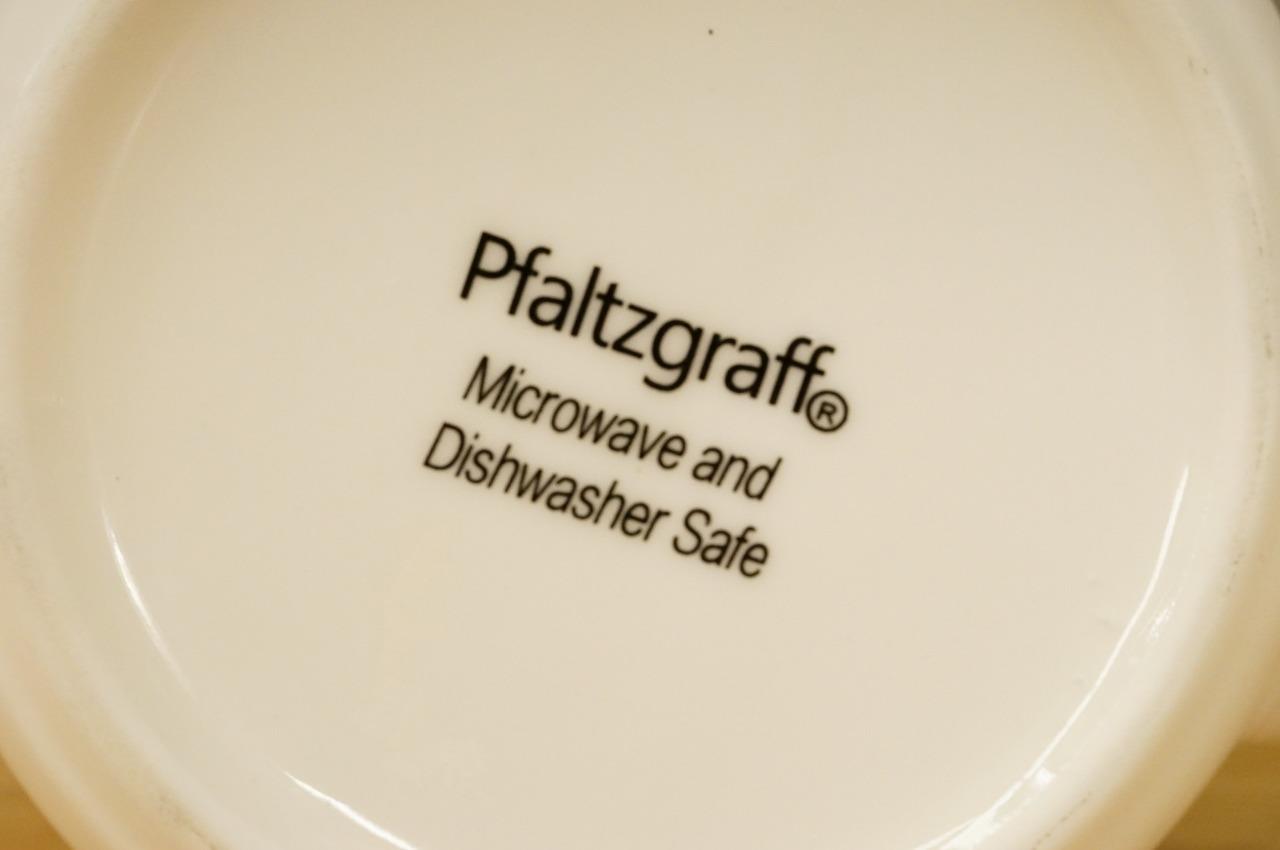 Pfaltzgraff®
Microwave and
Dishwasher Safe